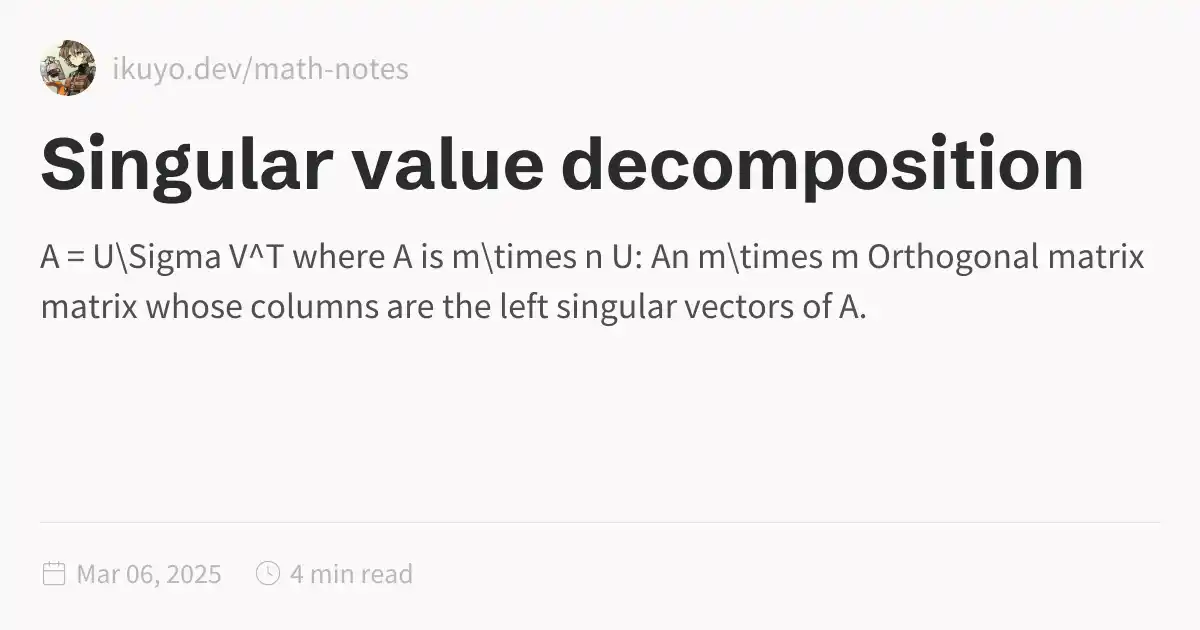 ikuyo.dev/math-notes
Singular value decomposition
A = U\Sigma V^T where A is m\times n U: An m\times m Orthogonal matrix
matrix whose columns are the left singular vectors of A.
Mar 06, 2025 4 min read